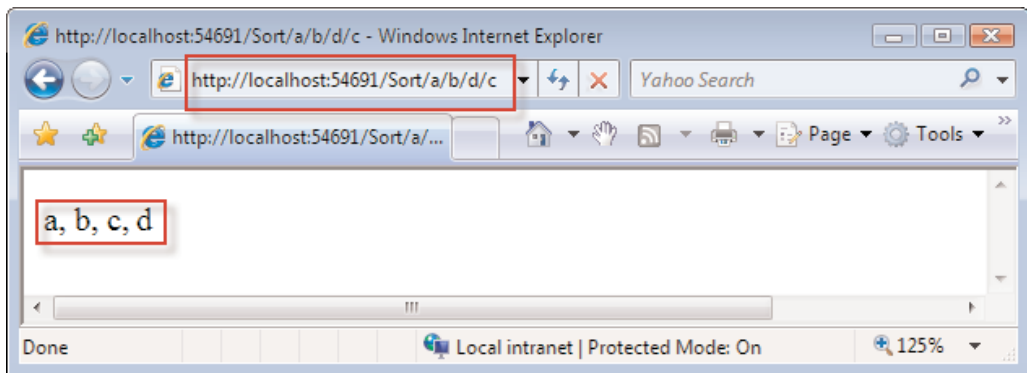 http://localhost:54691/Sort/a/b/d/c - Windows Internet Explorer
http://localhost:54691/Sort/a/b/d/c
Yahoo Search
http://localhost:54691/Sort/a/...
Page
Tools
a, b, c, d
Done
Local intranet | Protected Mode: On
125%